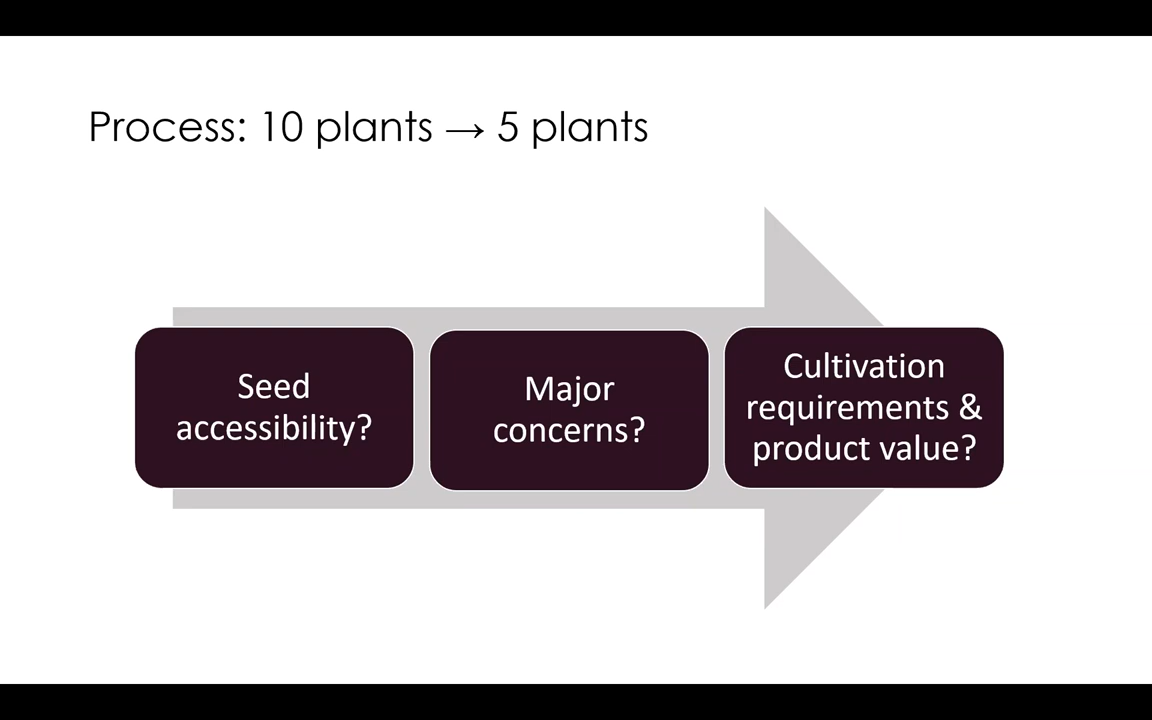 Process: 10 plants → 5 plants
Seed
accessibility?
Major
concerns?
Cultivation
requirements &
product value?